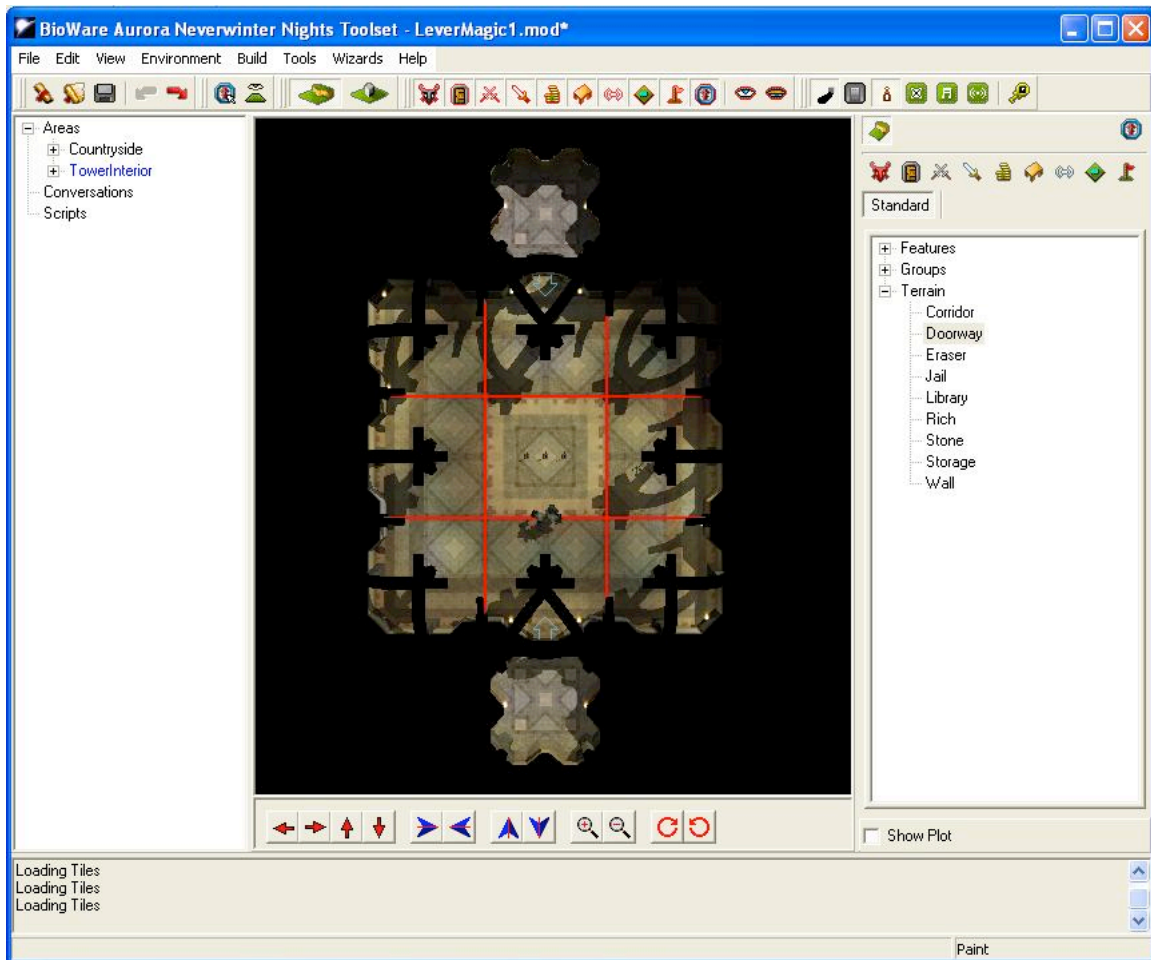 BioWare Aurora Neverwinter Nights Toolset - LeverMagic1.mod*
File Edit View Environment Build Tools Wizards Help
Areas
Countryside
TowerInterior
Conversations
Scripts
Standard
Features
Groups
Terrain
Corridor
Doorway
Eraser
Jail
Library
Rich
Stone
Storage
Wall
Show Plot
Loading Tiles
Loading Tiles
Loading Tiles
Paint